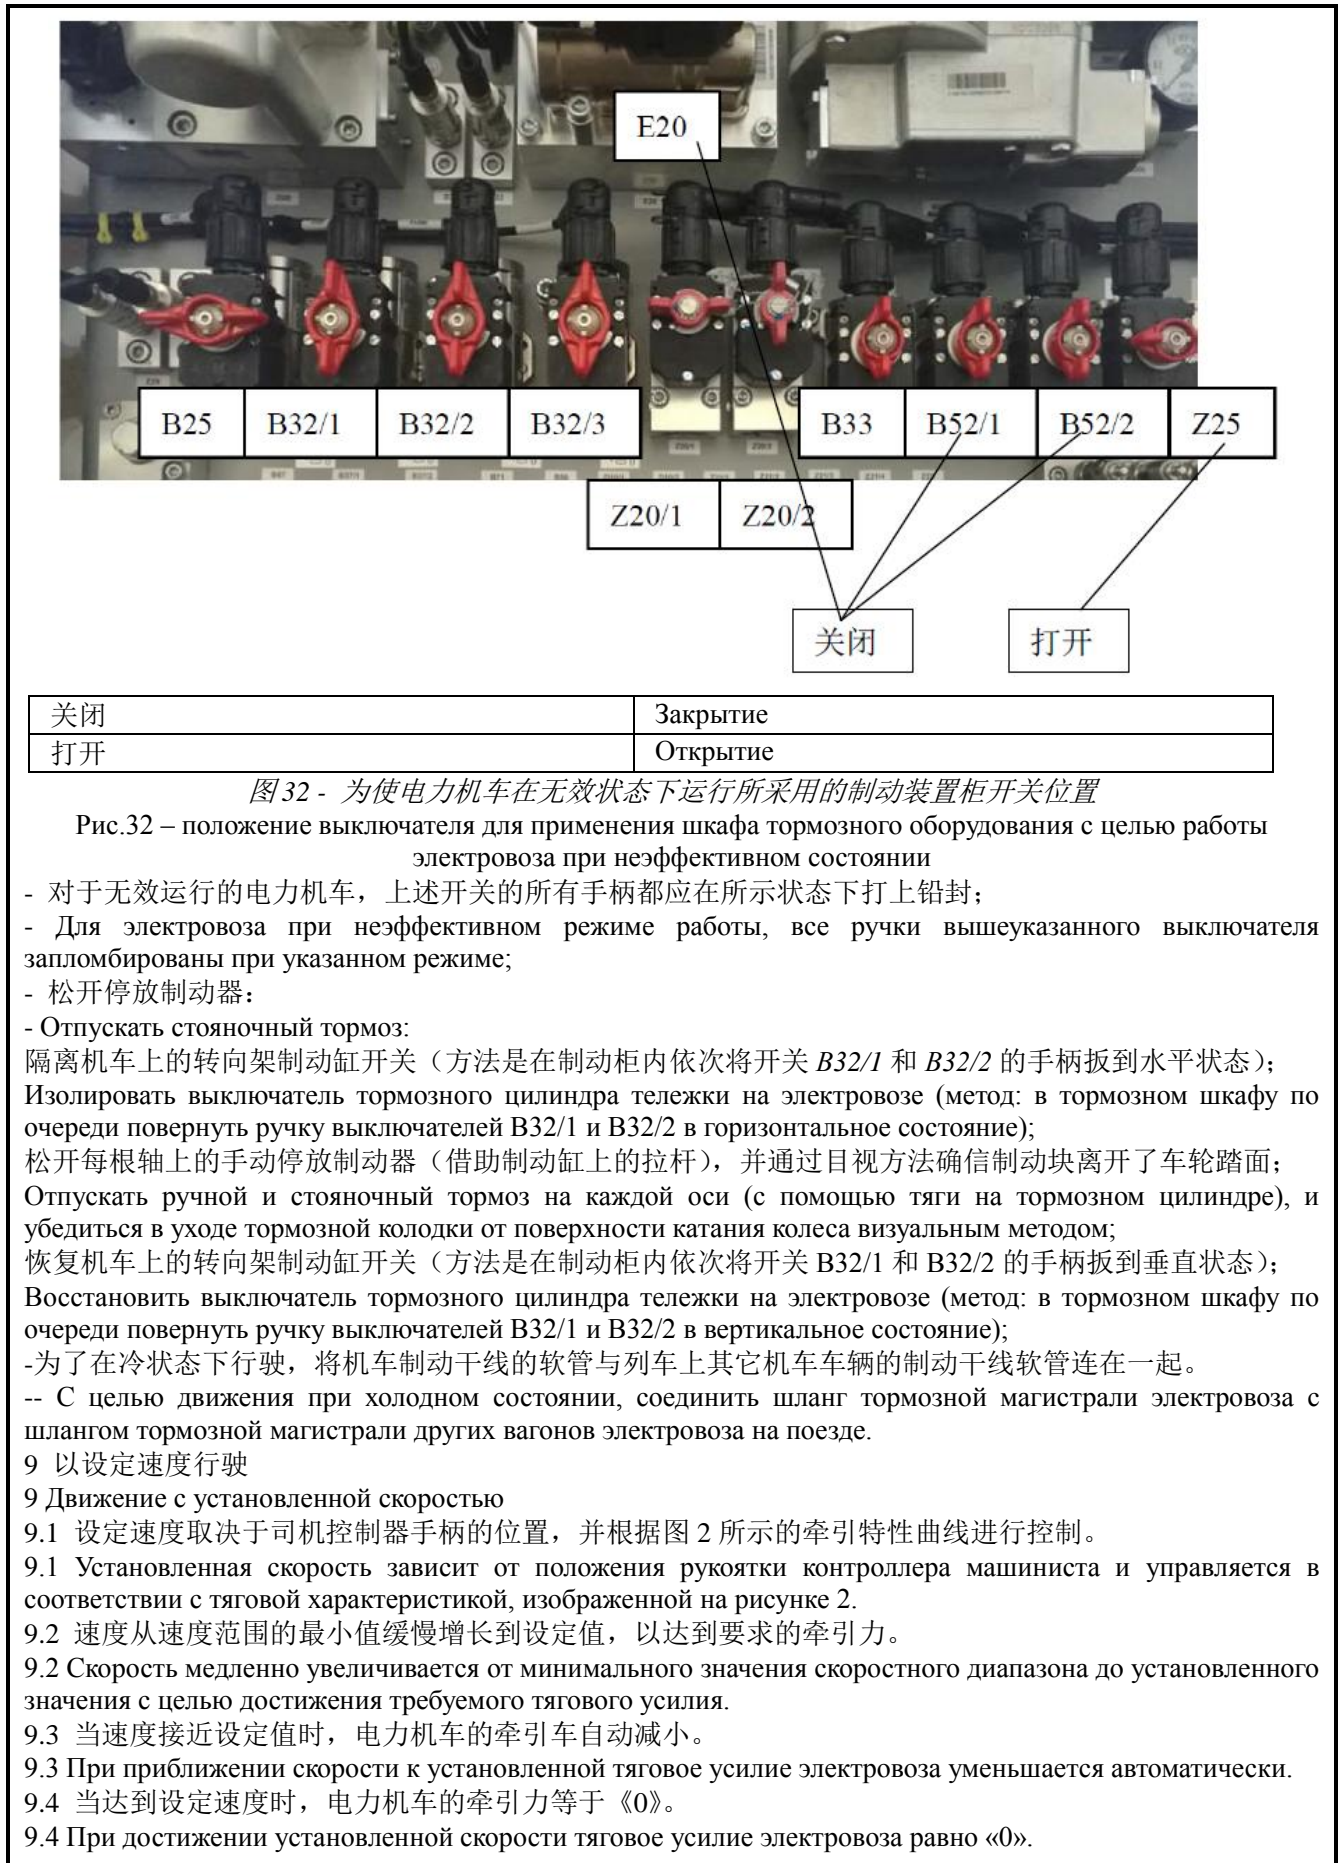 E20
B25 B32/1 B32/2 B32/3 B33 B52/1 B52/2 Z25
Z20/1 Z20/2
关闭 打开
关闭 Закрытие
打开 Открытие
图 32 - 为使电力机车在无效状态下运行所采用的制动装置柜开关位置
Рис.32 – положение выключателя для применения шкафа тормозного оборудования с целью работы
электровоза при неэффективном состоянии
- 对于无效运行的电力机车，上述开关的所有手柄都应在所示状态下打上铅封；
- Для электровоза при неэффективном режиме работы, все ручки вышеуказанного выключателя
запломбированы при указанном режиме;
- 松开停放制动器：
- Отпускать стояночный тормоз:
隔离机车上的转向架制动缸开关（方法是在制动柜内依次将开关 B32/1 和 B32/2 的手柄扳到水平状态）；
Изолировать выключатель тормозного цилиндра тележки на электровозе (метод: в тормозном шкафу по
очереди повернуть ручку выключателей B32/1 и B32/2 в горизонтальное состояние);
松开每根轴上的手动停放制动器（借助制动缸上的拉杆），并通过目视方法确信制动块离开了车轮踏面；
Отпускать ручной и стояночный тормоз на каждой оси (с помощью тяги на тормозном цилиндре), и
убедиться в уходе тормозной колодки от поверхности катания колеса визуальным методом;
恢复机车上的转向架制动缸开关（方法是在制动柜内依次将开关 B32/1 和 B32/2 的手柄扳到垂直状态）；
Восстановить выключатель тормозного цилиндра тележки на электровозе (метод: в тормозном шкафу по
очереди повернуть ручку выключателей B32/1 и B32/2 в вертикальное состояние);
-为了在冷状态下行驶，将机车制动干线的软管与列车上其它机车车辆的制动干线软管连在一起。
-- С целью движения при холодном состоянии, соединить шланг тормозной магистрали электровоза с
шлангом тормозной магистрали других вагонов электровоза на поезде.
9 以设定速度行驶
9 Движение с установленной скоростью
9.1 设定速度取决于司机控制器手柄的位置，并根据图 2 所示的牵引特性曲线进行控制。
9.1 Установленная скорость зависит от положения рукоятки контроллера машиниста и управляется в
соответствии с тяговой характеристикой, изображенной на рисунке 2.
9.2 速度从速度范围的最小值缓慢增长到设定值，以达到要求的牵引力。
9.2 Скорость медленно увеличивается от минимального значения скоростного диапазона до установленного
значения с целью достижения требуемого тягового усилия.
9.3 当速度接近设定值时，电力机车的牵引车自动减小。
9.3 При приближении скорости к установленной тяговое усилие электровоза уменьшается автоматически.
9.4 当达到设定速度时，电力机车的牵引力等于《0》。
9.4 При достижении установленной скорости тяговое усилие электровоза равно «0».